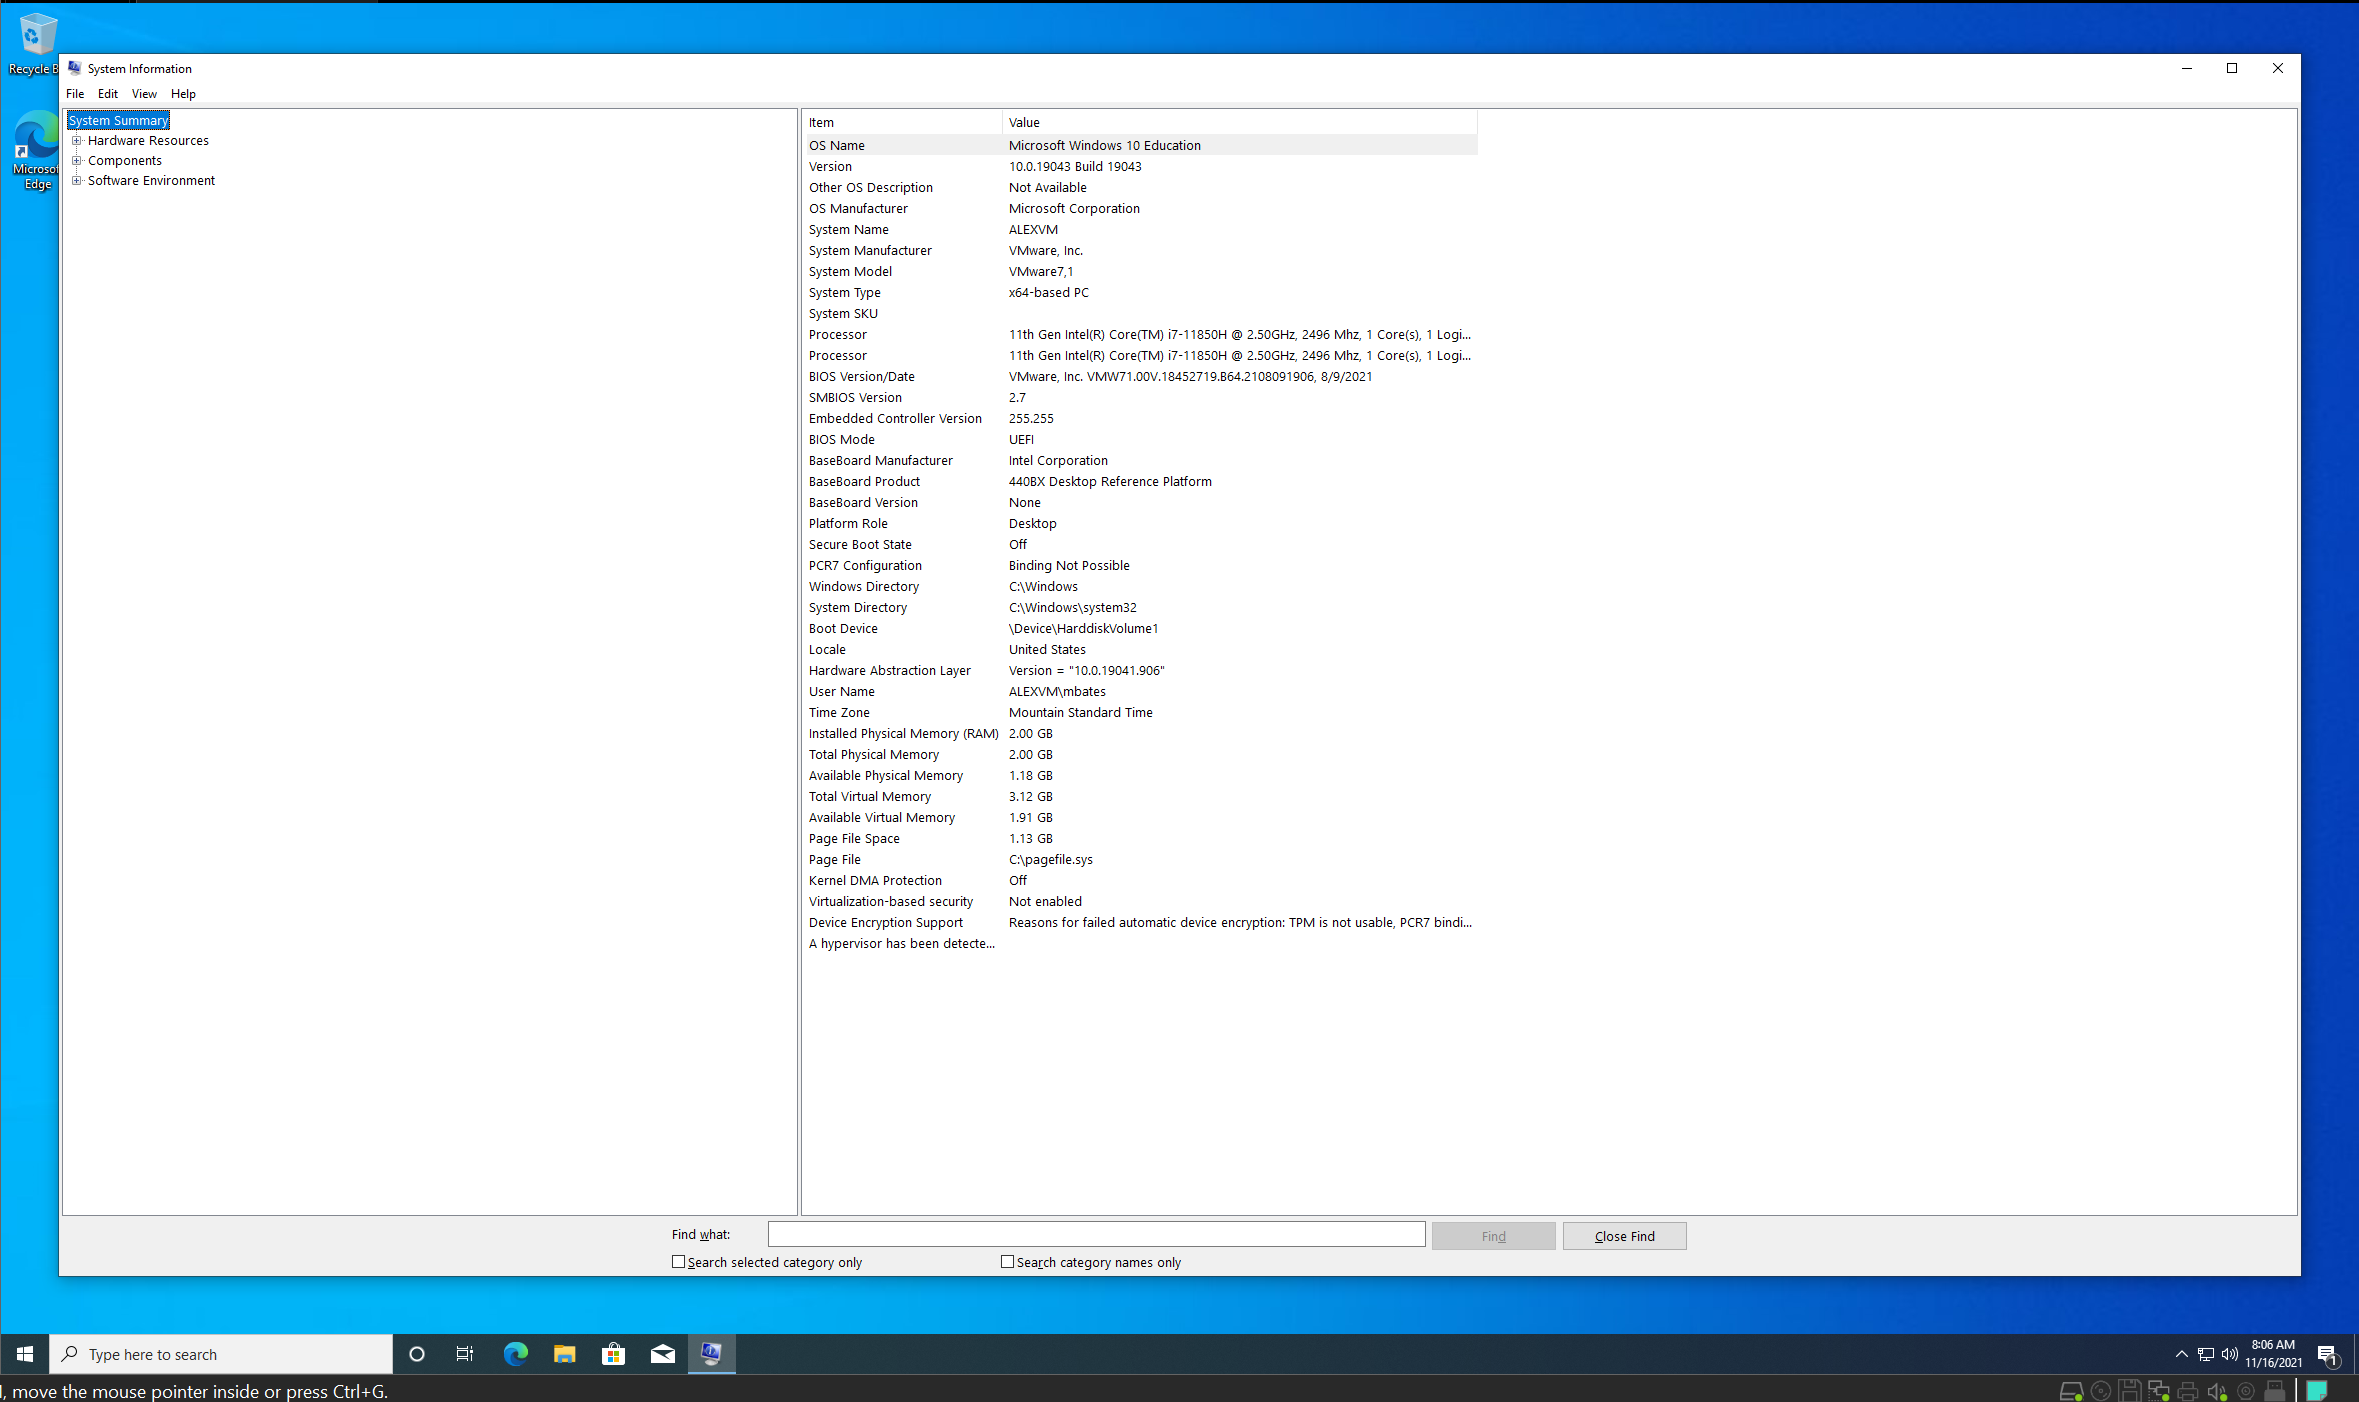 Recycle B
Microsof
Edge
System Information
File Edit View Help
System Summary
Hardware Resources
Components
Software Environment
Item Value
OS Name Microsoft Windows 10 Education
Version 10.0.19043 Build 19043
Other OS Description Not Available
OS Manufacturer Microsoft Corporation
System Name ALEXVM
System Manufacturer VMware, Inc.
System Model VMware7,1
System Type x64-based PC
System SKU
Processor 11th Gen Intel(R) Core(TM) i7-11850H @ 2.50GHz, 2496 Mhz, 1 Core(s), 1 Logi...
Processor 11th Gen Intel(R) Core(TM) i7-11850H @ 2.50GHz, 2496 Mhz, 1 Core(s), 1 Logi...
BIOS Version/Date VMware, Inc. VMW71.00V.18452719.B64.2108091906, 8/9/2021
SMBIOS Version 2.7
Embedded Controller Version 255.255
BIOS Mode UEFI
BaseBoard Manufacturer Intel Corporation
BaseBoard Product 440BX Desktop Reference Platform
BaseBoard Version None
Platform Role Desktop
Secure Boot State Off
PCR7 Configuration Binding Not Possible
Windows Directory C:\Windows
System Directory C:\Windows\system32
Boot Device \Device\HarddiskVolume1
Locale United States
Hardware Abstraction Layer Version = "10.0.19041.906"
User Name ALEXVM\mbates
Time Zone Mountain Standard Time
Installed Physical Memory (RAM) 2.00 GB
Total Physical Memory 2.00 GB
Available Physical Memory 1.18 GB
Total Virtual Memory 3.12 GB
Available Virtual Memory 1.91 GB
Page File Space 1.13 GB
Page File C:\pagefile.sys
Kernel DMA Protection Off
Virtualization-based security Not enabled
Device Encryption Support Reasons for failed automatic device encryption: TPM is not usable, PCR7 bindi...
A hypervisor has been detecte...
Find what: Find Close Find
Search selected category only Search category names only
Type here to search
8:06 AM
11/16/2021
1
, move the mouse pointer inside or press Ctrl+G.